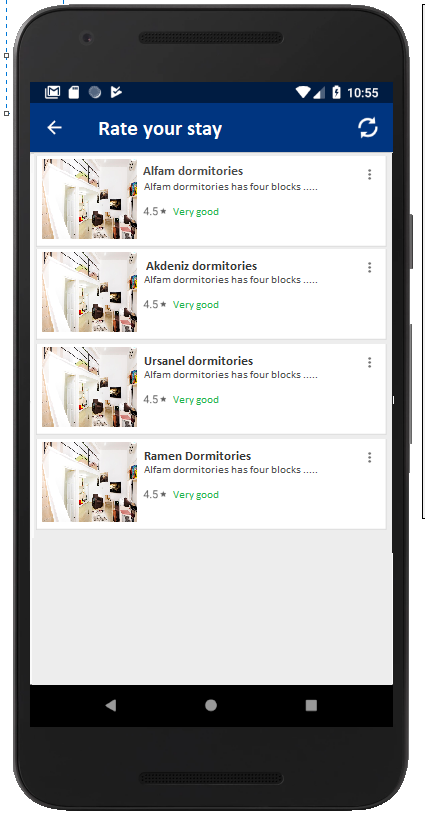 10:55
Rate your stay
Alfam dormitories
Alfam dormitories has four blocks .....
4.5★ Very good
Akdeniz dormitories
Alfam dormitories has four blocks .....
4.5★ Very good
Ursanel dormitories
Alfam dormitories has four blocks .....
4.5★ Very good
Ramen Dormitories
Alfam dormitories has four blocks .....
4.5★ Very good